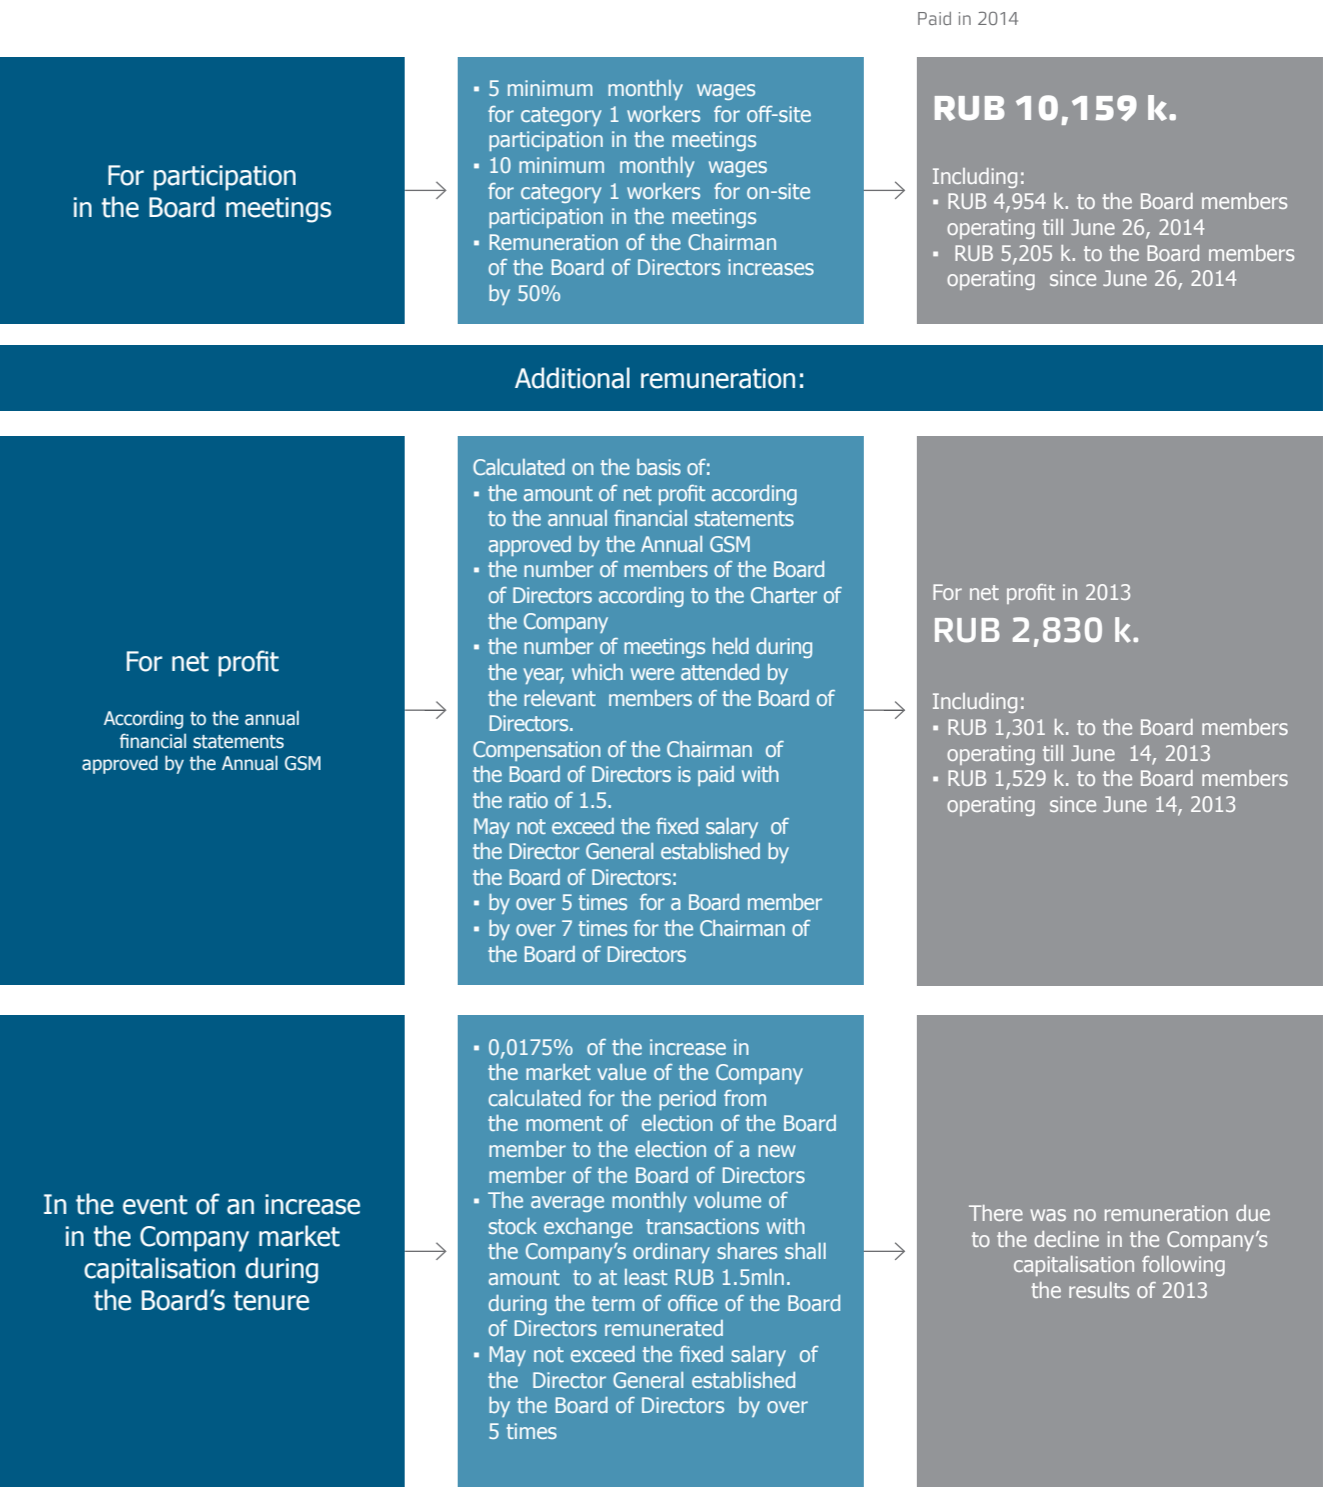 Paid in 2014
For participation
in the Board meetings
▪ 5 minimum monthly wages
for category 1 workers for off-site
participation in the meetings
▪ 10 minimum monthly wages
for category 1 workers for on-site
participation in the meetings
▪ Remuneration of the Chairman
of the Board of Directors increases
by 50%
RUB 10,159 k.
Including:
▪ RUB 4,954 k. to the Board members
operating till June 26, 2014
▪ RUB 5,205 k. to the Board members
operating since June 26, 2014
Additional remuneration:
For net profit
According to the annual
financial statements
approved by the Annual GSM
Calculated on the basis of:
▪ the amount of net profit according
to the annual financial statements
approved by the Annual GSM
▪ the number of members of the Board
of Directors according to the Charter of
the Company
▪ the number of meetings held during
the year, which were attended by
the relevant members of the Board of
Directors.
Compensation of the Chairman of
the Board of Directors is paid with
the ratio of 1.5.
May not exceed the fixed salary of
the Director General established by
the Board of Directors:
▪ by over 5 times for a Board member
▪ by over 7 times for the Chairman of
the Board of Directors
For net profit in 2013
RUB 2,830 k.
Including:
▪ RUB 1,301 k. to the Board members
operating till June 14, 2013
▪ RUB 1,529 k. to the Board members
operating since June 14, 2013
In the event of an increase
in the Company market
capitalisation during
the Board's tenure
▪ 0,0175% of the increase in
the market value of the Company
calculated for the period from
the moment of election of the Board
member to the election of a new
member of the Board of Directors
▪ The average monthly volume of
stock exchange transactions with
the Company's ordinary shares shall
amount to at least RUB 1.5mln.
during the term of office of the Board
of Directors remunerated
▪ May not exceed the fixed salary of
the Director General established
by the Board of Directors by over
5 times
There was no remuneration due
to the decline in the Company's
capitalisation following
the results of 2013